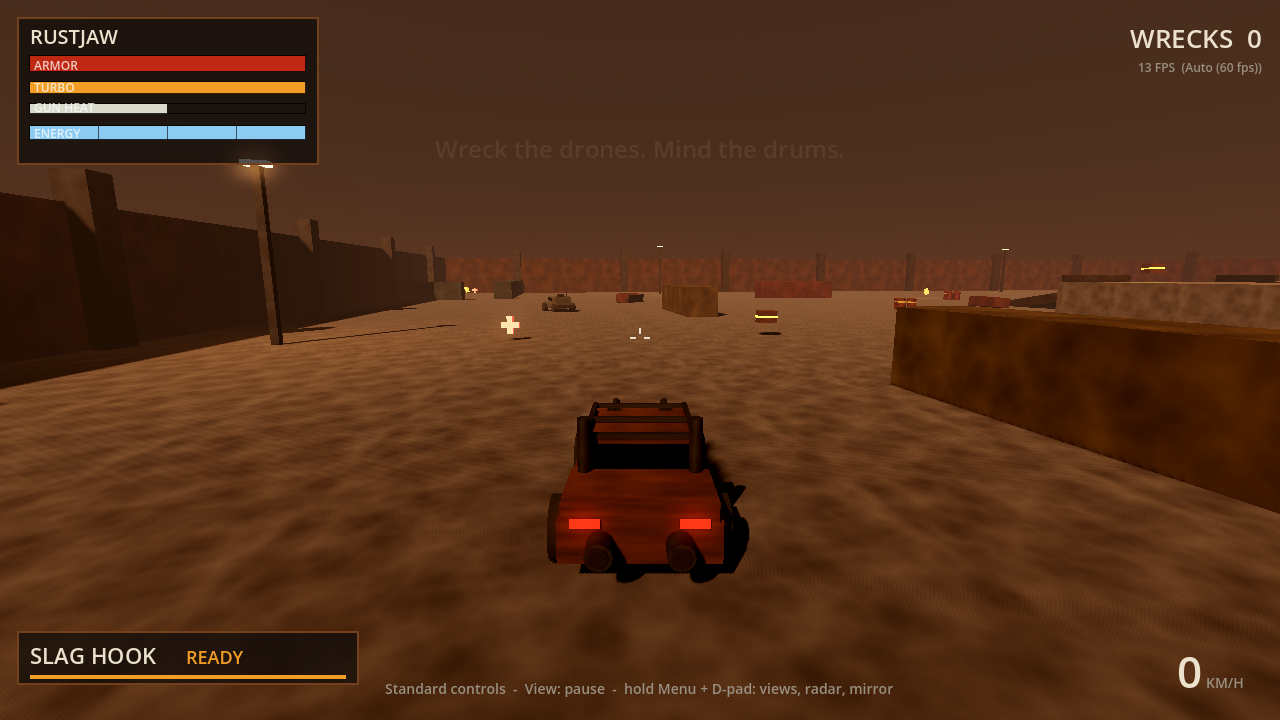 RUSTJAW
ARMOR
TURBO
GUN HEAT
ENERGY
WRECKS 0
13 FPS (Auto (60 fps))
Wreck the drones. Mind the drums.
SLAG HOOK READY
Standard controls - View: pause - hold Menu + D-pad: views, radar, mirror
0 KM/H